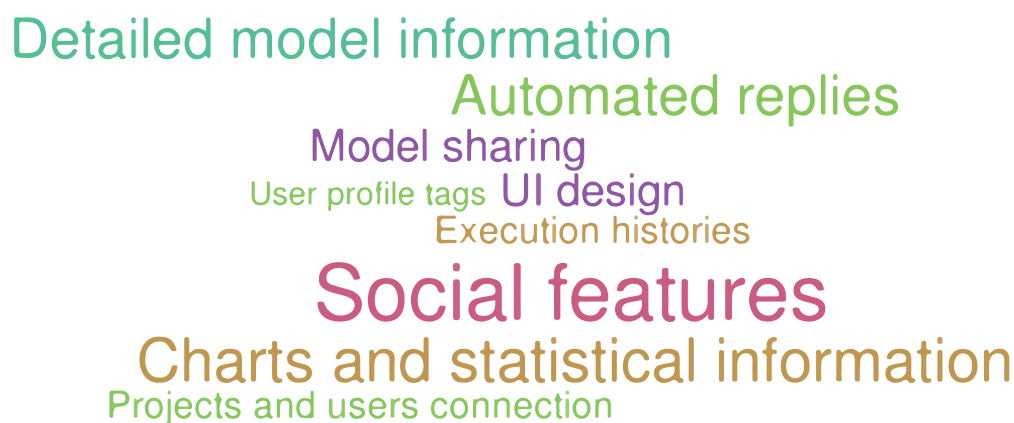 Detailed model information
Automated replies
Model sharing
User profile tags UI design
Execution histories
Social features
Charts and statistical information
Projects and users connection